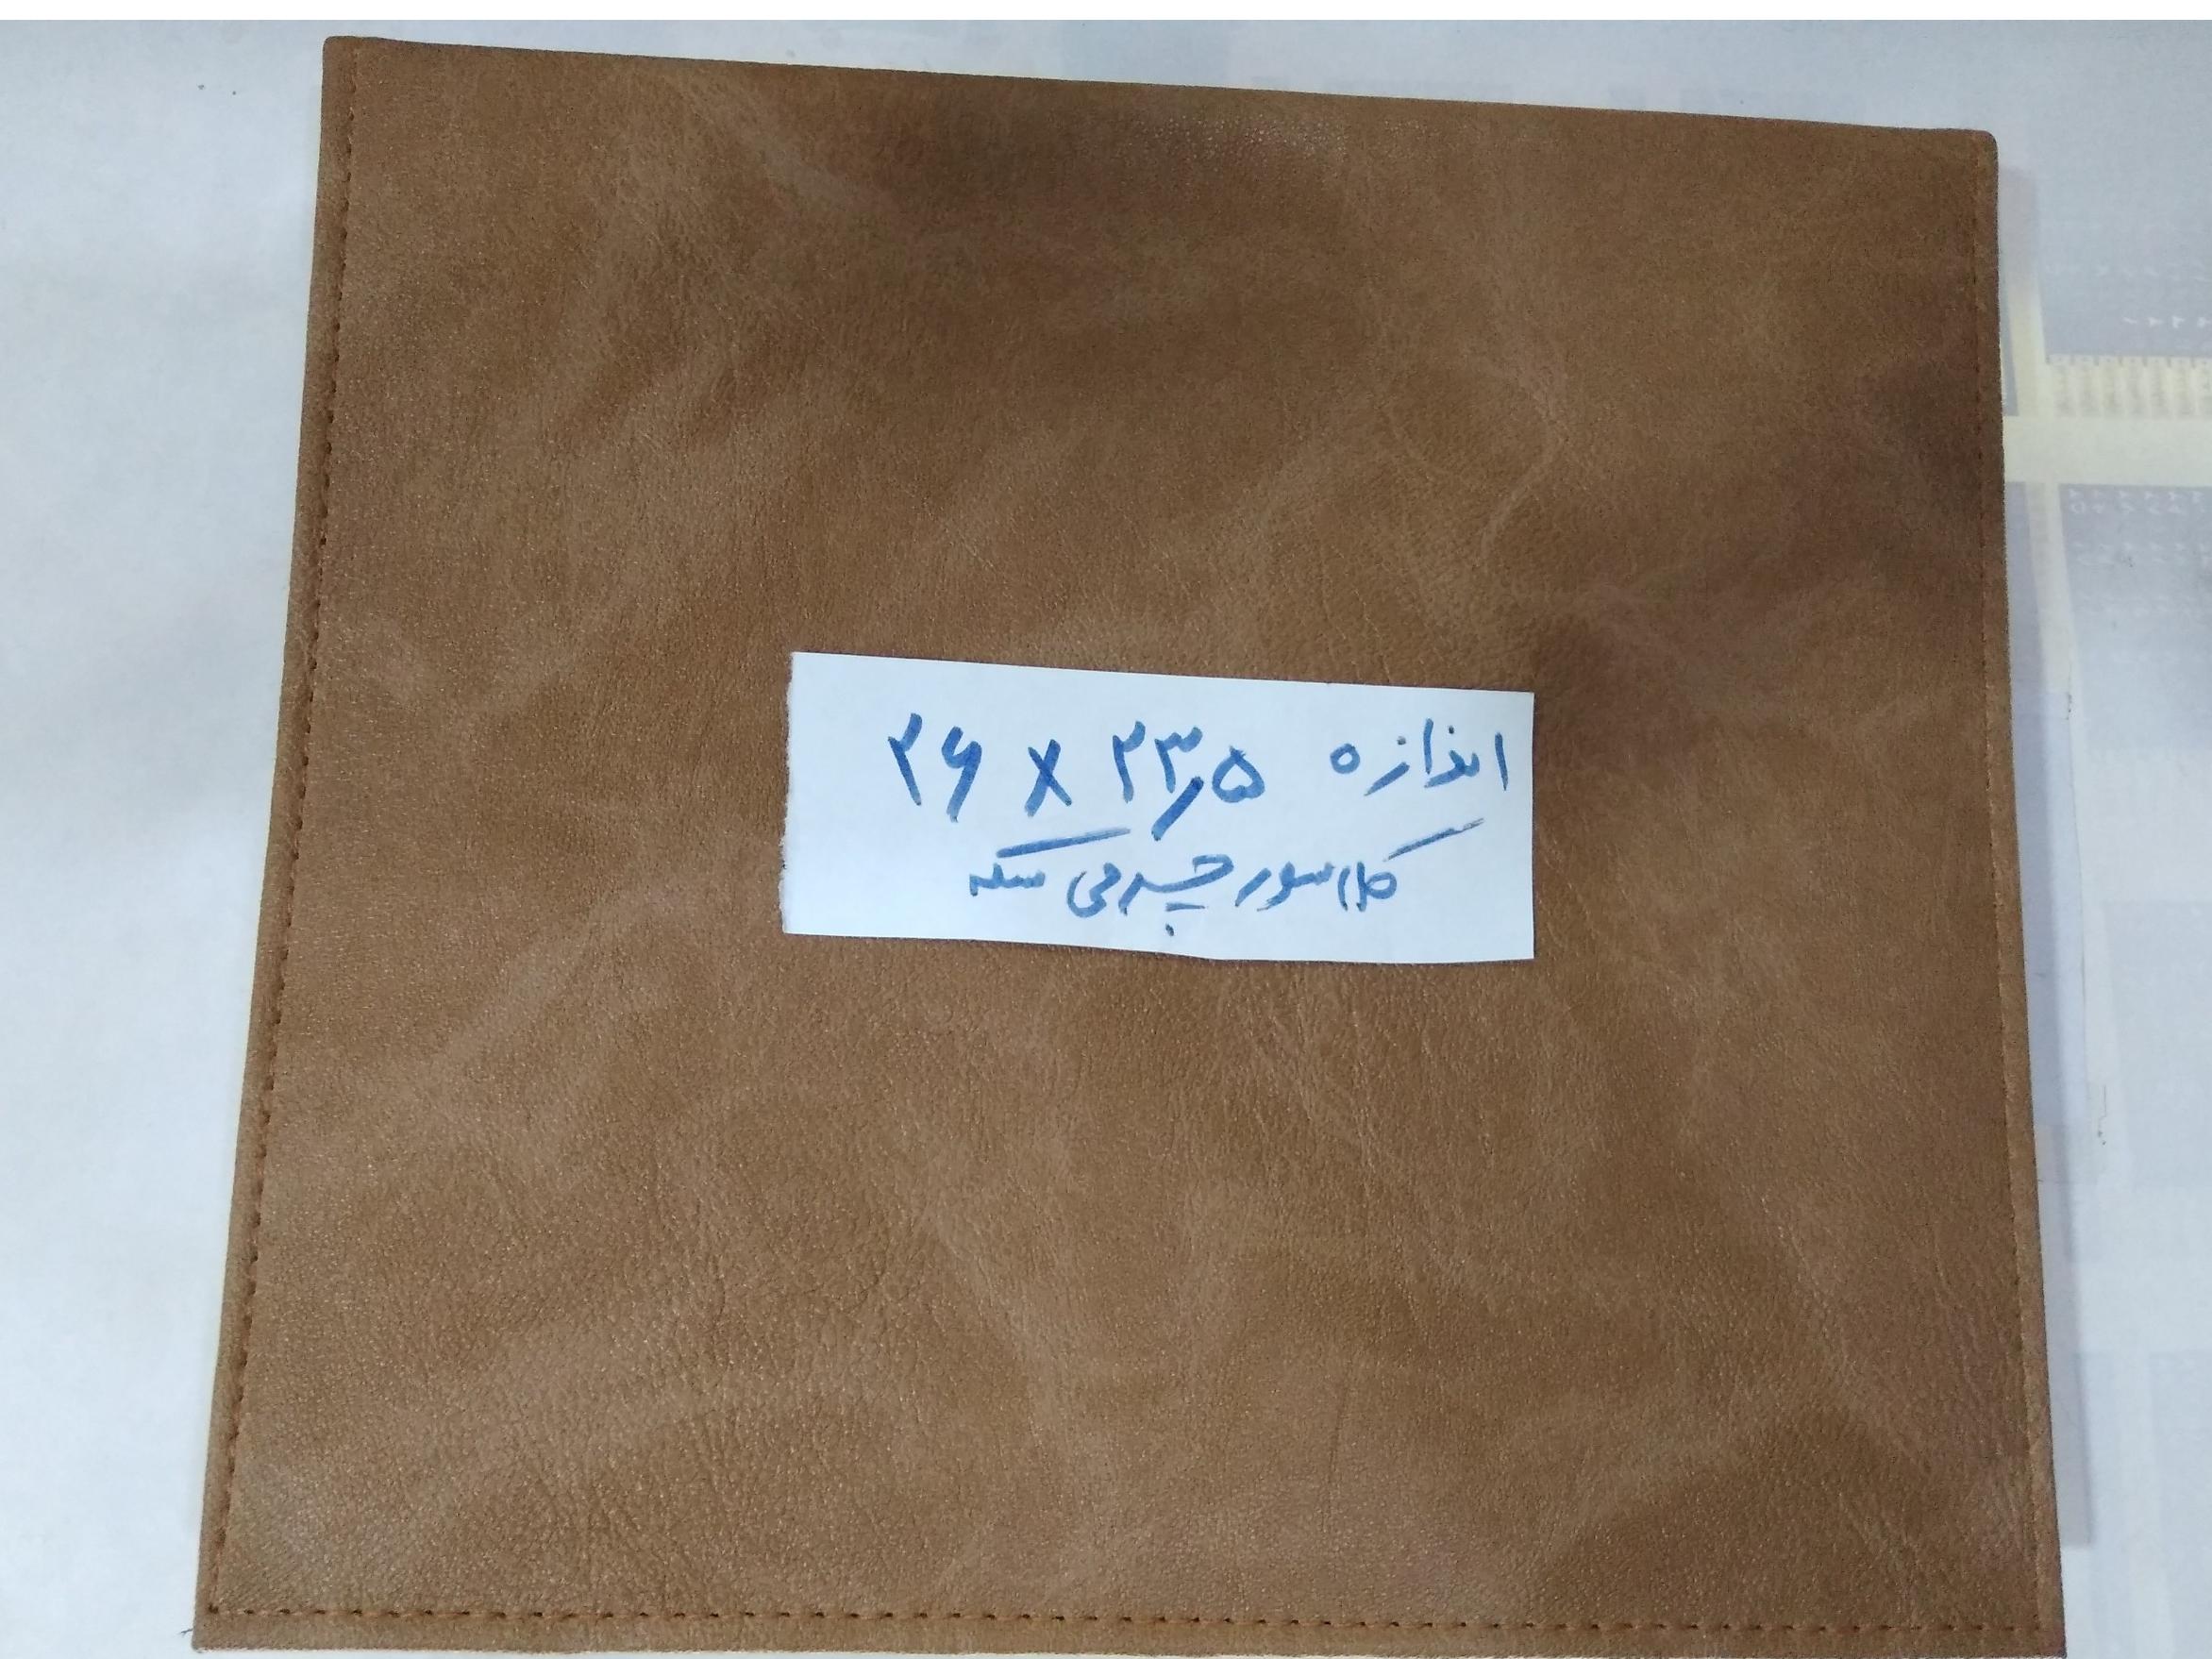 اندازه ۲۳٫۵ × ۲۶
کلاسور چرمی سکه